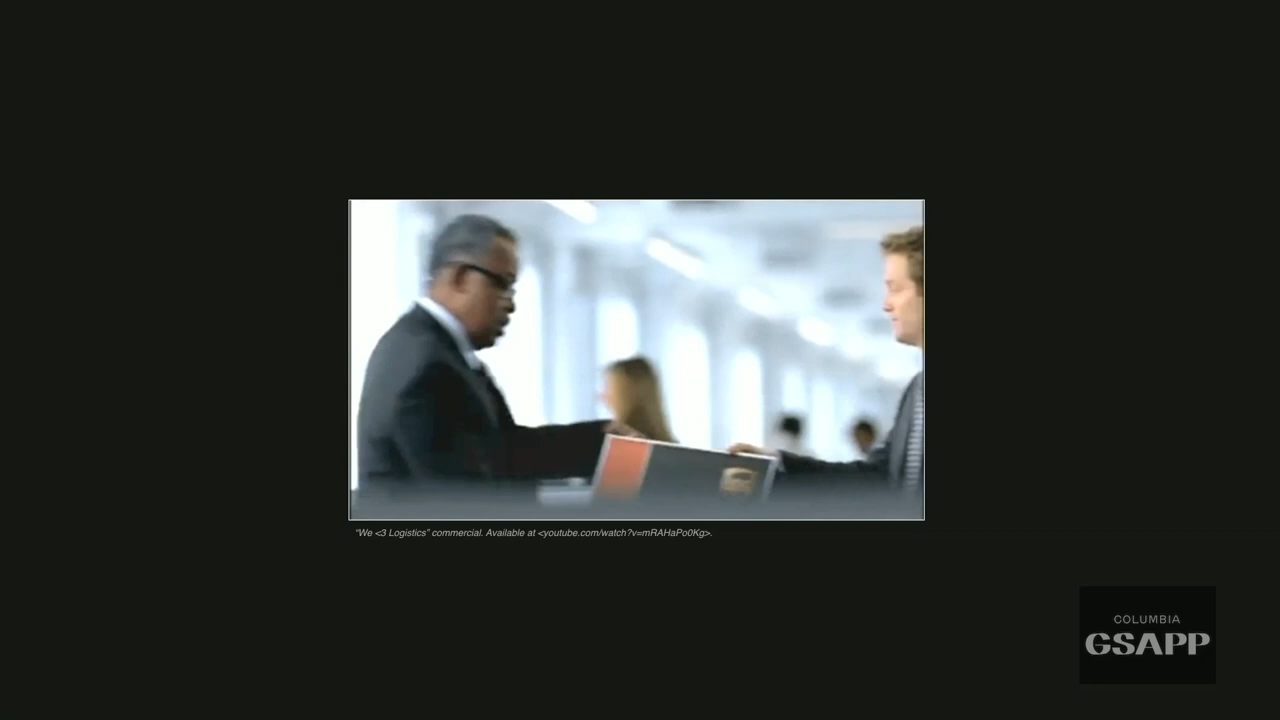 "We <3 Logistics" commercial. Available at <youtube.com/watch?v=mRAHaPo0Kg>.
COLUMBIA
GSAPP